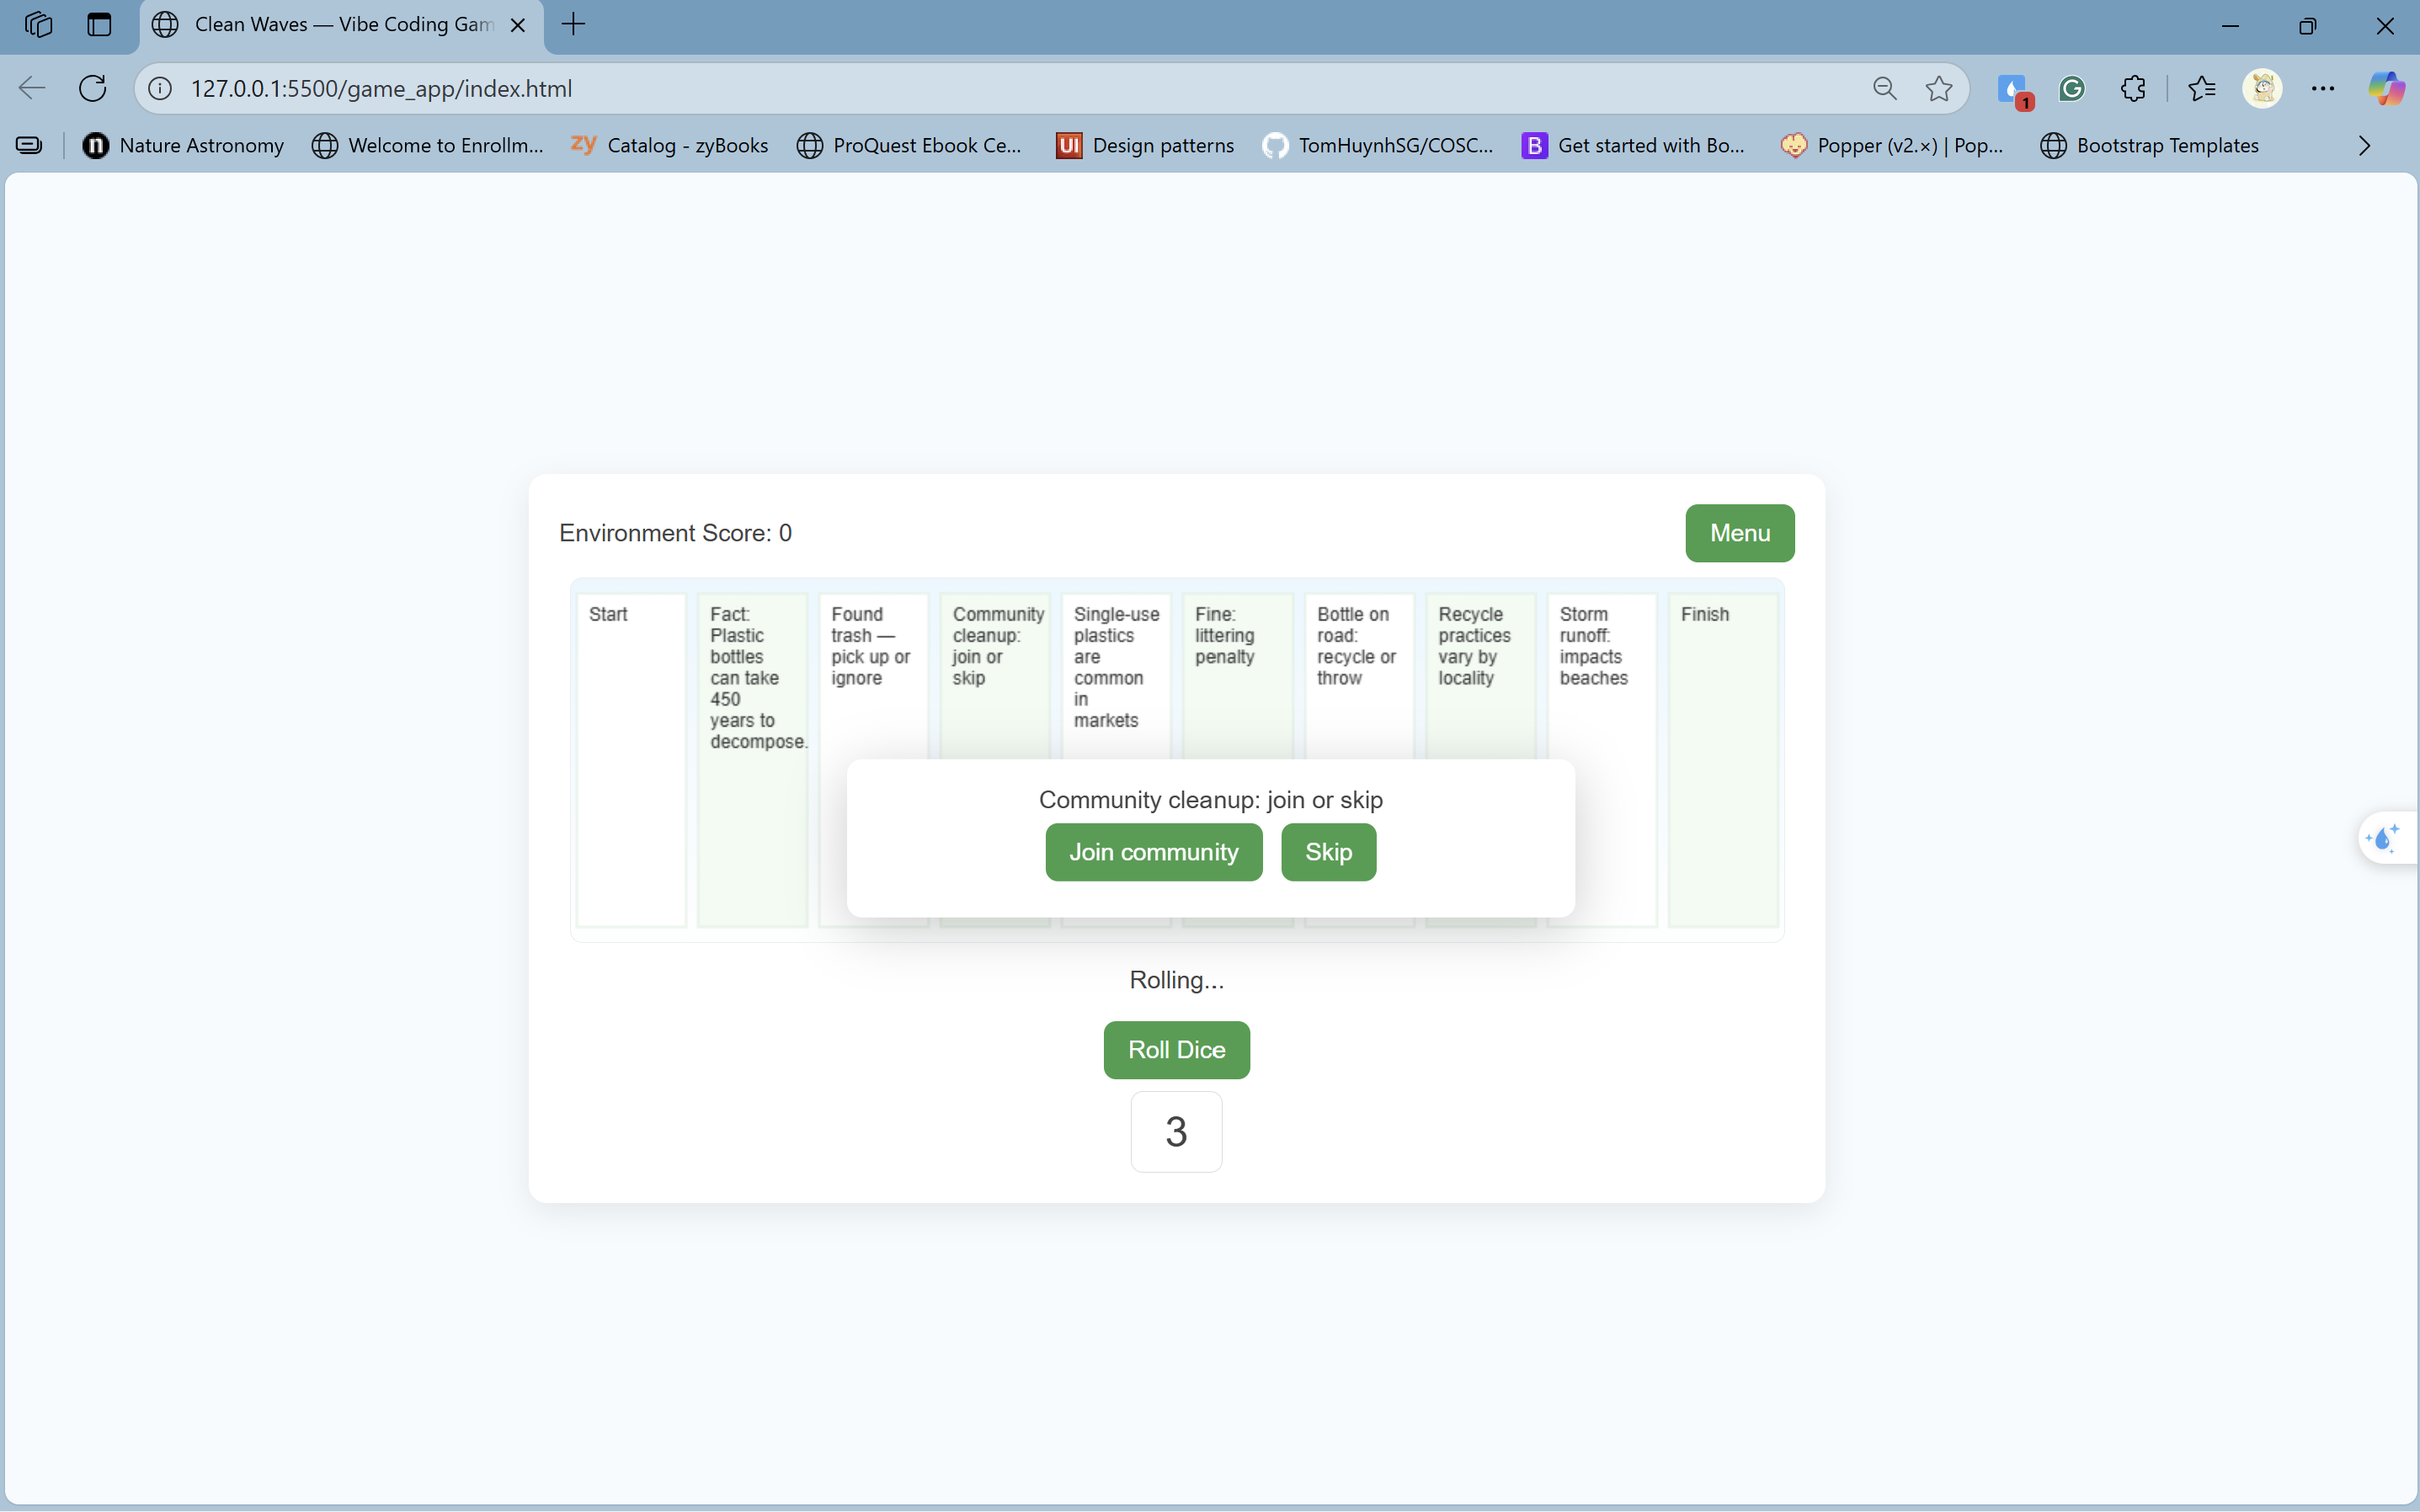 Clean Waves — Vibe Coding Gam
127.0.0.1:5500/game_app/index.html
1
Nature Astronomy
Welcome to Enrollm...
Catalog - zyBooks
ProQuest Ebook Ce...
Design patterns
TomHuynhSG/COSC...
Get started with Bo...
Popper (v2.×) | Pop...
Bootstrap Templates
Environment Score: 0
Menu
Start
Fact:
Plastic
bottles
can take
450
years to
decompose.
Found
trash —
pick up or
ignore
Community
cleanup:
join or
skip
Single-use
plastics
are
common
in
markets
Fine:
littering
penalty
Bottle on
road:
recycle or
throw
Recycle
practices
vary by
locality
Storm
runoff:
impacts
beaches
Finish
Community cleanup: join or skip
Join community
Skip
Rolling...
Roll Dice
3